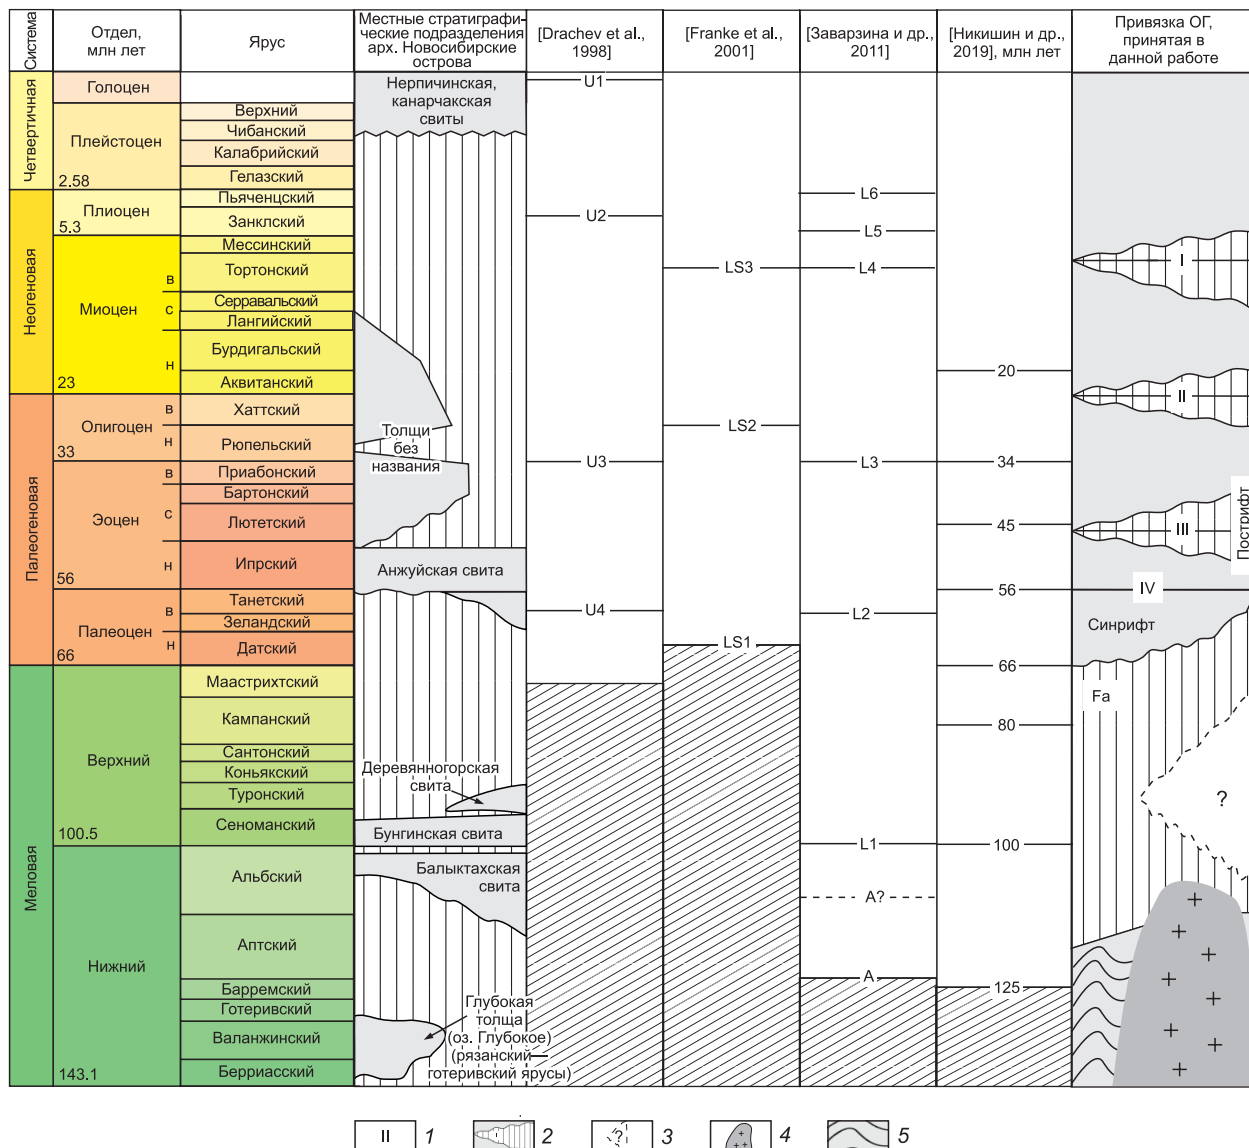 Система
Отдел,
млн лет
Ярус
Местные стратиграфи-
ческие подразделения
арх. Новосибирские
острова
[Drachev et al.,
1998]
[Franke et al.,
2001]
[Заварзина и др.,
2011]
[Никишин и др.,
2019], млн лет
Привязка ОГ,
принятая в
данной работе
Четвертичная
Неогеновая
Палеогеновая
Меловая
Голоцен
Плейстоцен
2.58
Плиоцен
5.3
Миоцен
в
с
н
23
Олигоцен
в
н
33
Эоцен
в
с
н
56
Палеоцен
в
н
66
Верхний
100.5
Нижний
143.1
Верхний
Чибанский
Калабрийский
Гелазский
Пьяченцский
Занклский
Мессинский
Тортонский
Серравальский
Лангийский
Бурдигальский
Аквитанский
Хаттский
Рюпельский
Приабонский
Бартонский
Лютетский
Ипрский
Танетский
Зеландский
Датский
Маастрихтский
Кампанский
Сантонский
Коньякский
Туронский
Сеноманский
Альбский
Аптский
Барремский
Готеривский
Валанжинский
Берриасский
Нерпичинская,
канарчакская
свиты
Толщи
без
названия
Анжуйская свита
Деревянногорская
свита
Бунгинская свита
Балыктахская
свита
Глубокая
толща
(оз. Глубокое)
(рязанский—
готеривский ярусы)
U1
U2
U3
U4
LS3
LS2
LS1
L6
L5
L4
L3
L2
L1
A?
A
20
34
45
56
66
80
100
125
I
II
III
Пострифт
IV
Синрифт
Fa
?
II 1
I 2
? 3
4
5